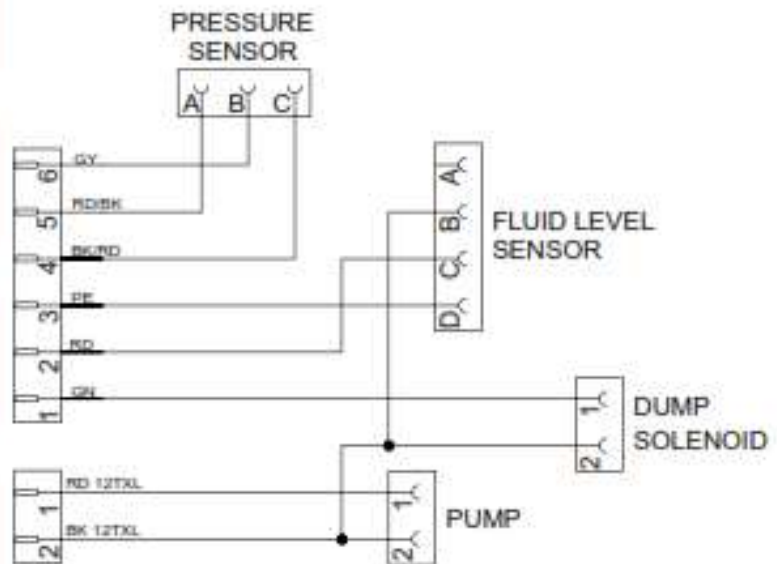 PRESSURE
SENSOR
A B C
6 GY
5 RD/BK
4 BK/RD
3 PE
2 RD
1 GN
A
B
C
D
FLUID LEVEL
SENSOR
1
2
DUMP
SOLENOID
1 RD 12TXL
2 BK 12TXL
1
2
PUMP